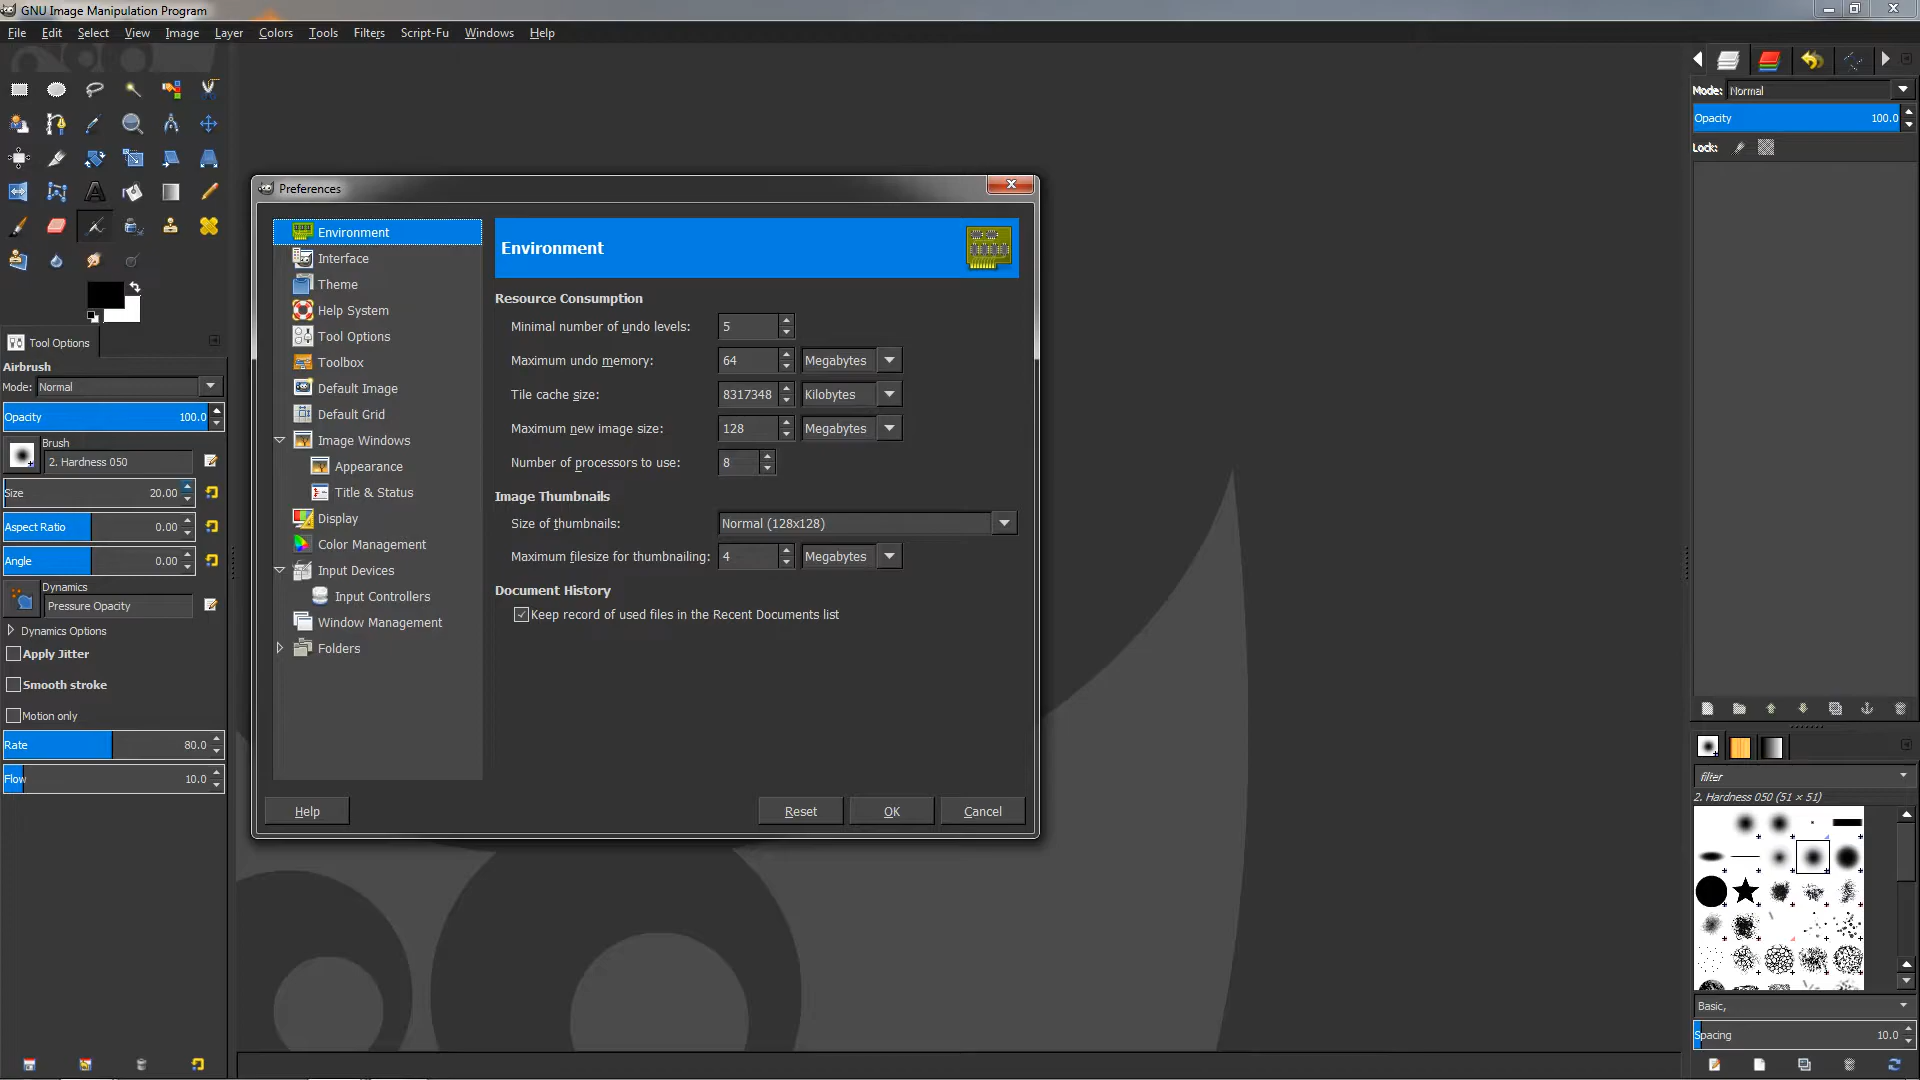 GNU Image Manipulation Program
File Edit Select View Image Layer Colors Tools Filters Script-Fu Windows Help
Tool Options
Airbrush
Mode: Normal
Opacity 100.0
Brush
2. Hardness 050
Size 20.00
Aspect Ratio 0.00
Angle 0.00
Dynamics
Pressure Opacity
Dynamics Options
Apply Jitter
Smooth stroke
Motion only
Rate 80.0
Flow 10.0
Preferences
Environment
Interface
Theme
Help System
Tool Options
Toolbox
Default Image
Default Grid
Image Windows
Appearance
Title & Status
Display
Color Management
Input Devices
Input Controllers
Window Management
Folders
Environment
Resource Consumption
Minimal number of undo levels: 5
Maximum undo memory: 64 Megabytes
Tile cache size: 8317348 Kilobytes
Maximum new image size: 128 Megabytes
Number of processors to use: 8
Image Thumbnails
Size of thumbnails: Normal (128x128)
Maximum filesize for thumbnailing: 4 Megabytes
Document History
Keep record of used files in the Recent Documents list
Help Reset OK Cancel
Mode: Normal
Opacity 100.0
Lock:
filter
2. Hardness 050 (51 × 51)
Basic,
Spacing 10.0